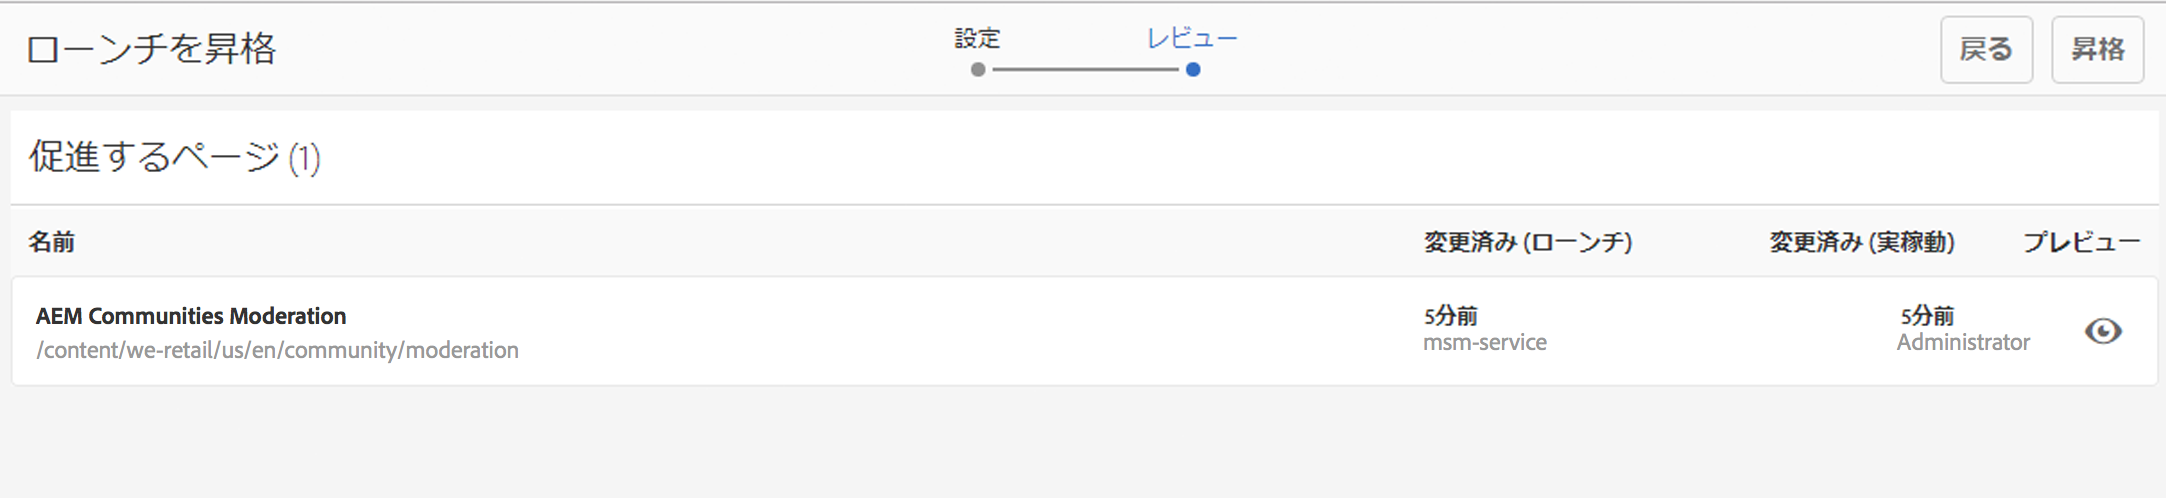 ローンチを昇格
設定
レビュー
戻る
昇格
促進するページ (1)
名前
変更済み (ローンチ)
変更済み (実稼動)
プレビュー
AEM Communities Moderation
5分前
5分前
/content/we-retail/us/en/community/moderation
msm-service
Administrator